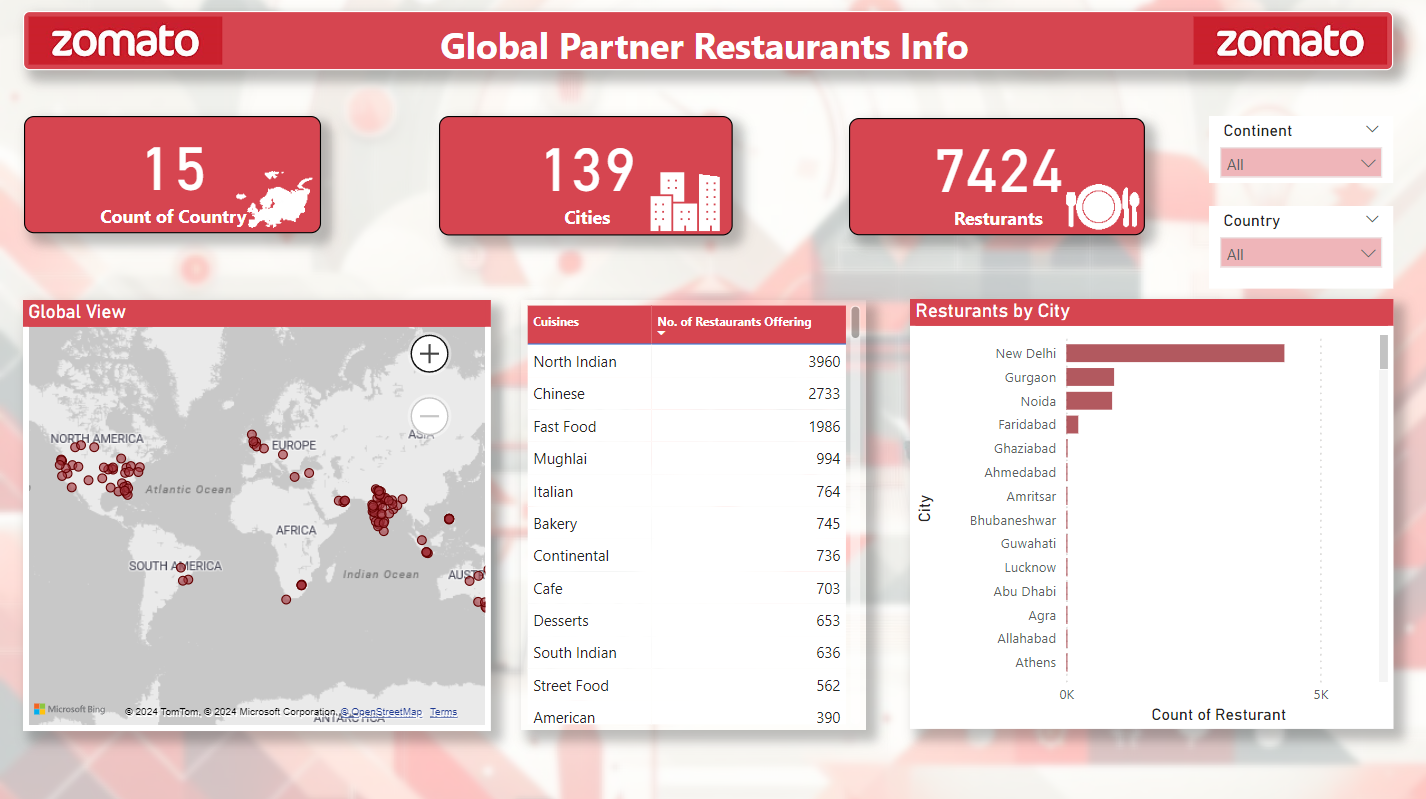 zomato
Global Partner Restaurants Info
zomato
15
Count of Country
139
Cities
7424
Resturants
Continent
All
Country
All
Global View
NORTH AMERICA
EUROPE
Atlantic Ocean
AFRICA
SOUTH AMERICA
Indian Ocean
Microsoft Bing
© 2024 TomTom, © 2024 Microsoft Corporation, © OpenStreetMap Terms
ANTARCTICA
Cuisines No. of Restaurants Offering
North Indian 3960
Chinese 2733
Fast Food 1986
Mughlai 994
Italian 764
Bakery 745
Continental 736
Cafe 703
Desserts 653
South Indian 636
Street Food 562
American 390
Resturants by City
City
New Delhi
Gurgaon
Noida
Faridabad
Ghaziabad
Ahmedabad
Amritsar
Bhubaneshwar
Guwahati
Lucknow
Abu Dhabi
Agra
Allahabad
Athens
0K 5K
Count of Resturant